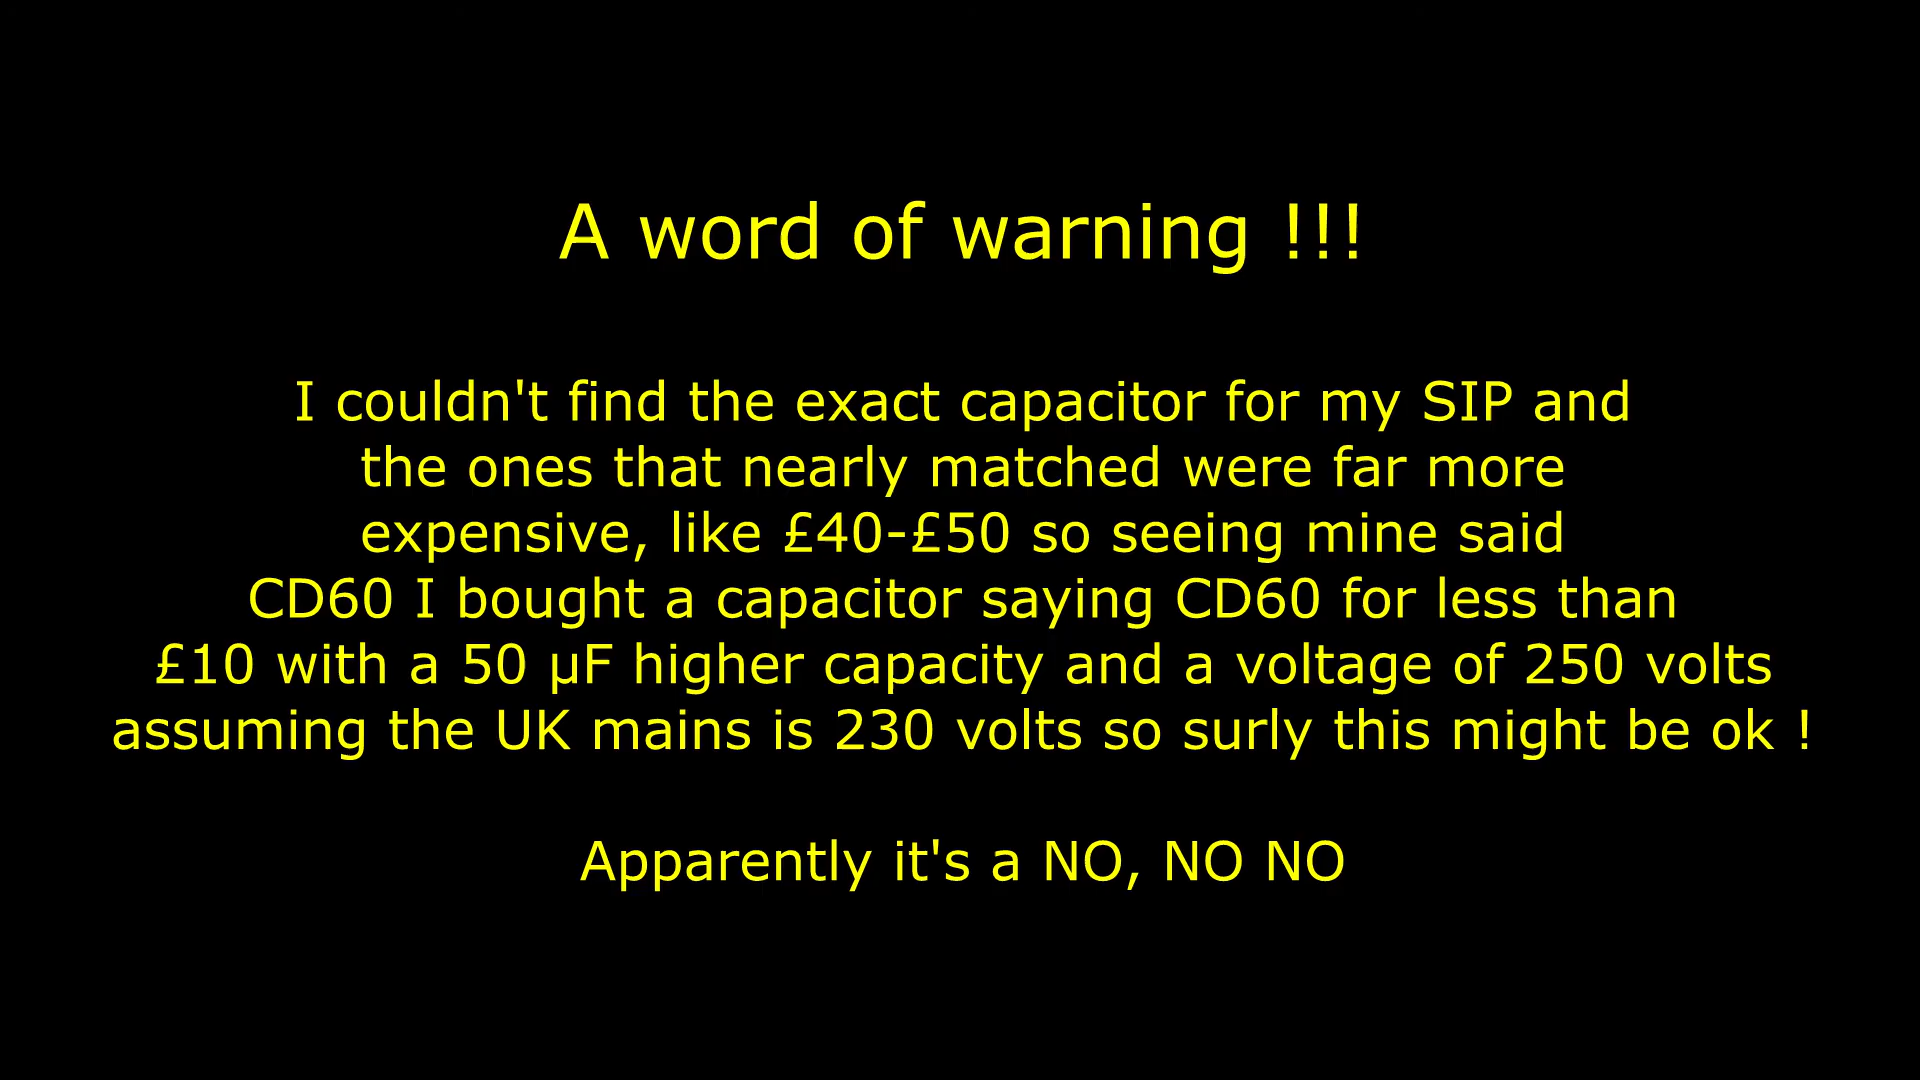 A word of warning !!!
I couldn't find the exact capacitor for my SIP and
the ones that nearly matched were far more
expensive, like £40-£50 so seeing mine said
CD60 I bought a capacitor saying CD60 for less than
£10 with a 50 µF higher capacity and a voltage of 250 volts
assuming the UK mains is 230 volts so surly this might be ok !
Apparently it's a NO, NO NO